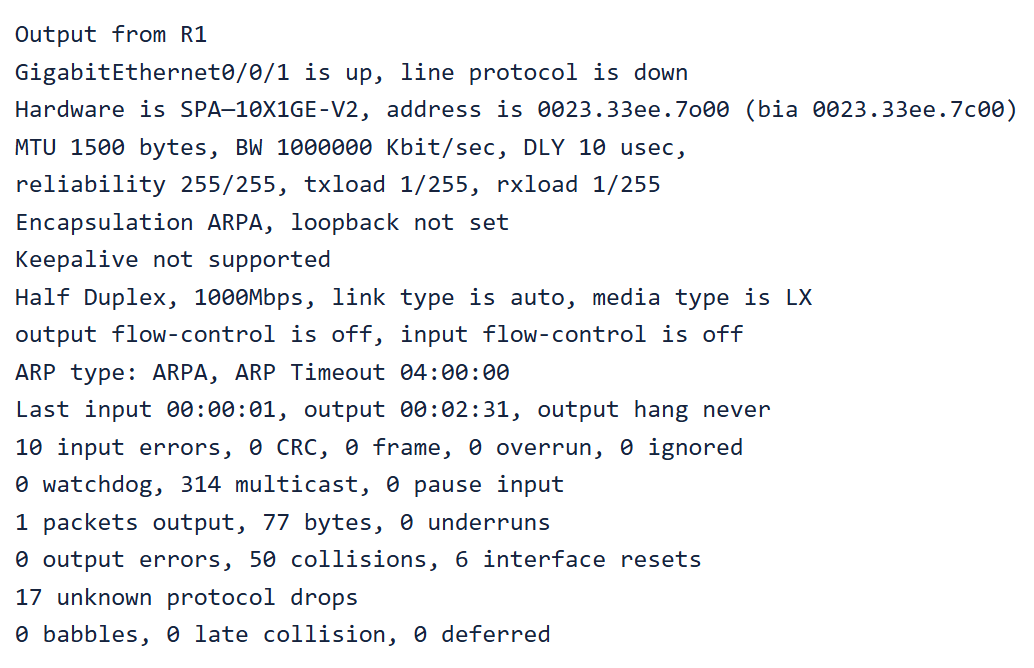 Output from R1
GigabitEthernet0/0/1 is up, line protocol is down
Hardware is SPA—10X1GE-V2, address is 0023.33ee.7o00 (bia 0023.33ee.7c00)
MTU 1500 bytes, BW 1000000 Kbit/sec, DLY 10 usec,
reliability 255/255, txload 1/255, rxload 1/255
Encapsulation ARPA, loopback not set
Keepalive not supported
Half Duplex, 1000Mbps, link type is auto, media type is LX
output flow-control is off, input flow-control is off
ARP type: ARPA, ARP Timeout 04:00:00
Last input 00:00:01, output 00:02:31, output hang never
10 input errors, 0 CRC, 0 frame, 0 overrun, 0 ignored
0 watchdog, 314 multicast, 0 pause input
1 packets output, 77 bytes, 0 underruns
0 output errors, 50 collisions, 6 interface resets
17 unknown protocol drops
0 babbles, 0 late collision, 0 deferred